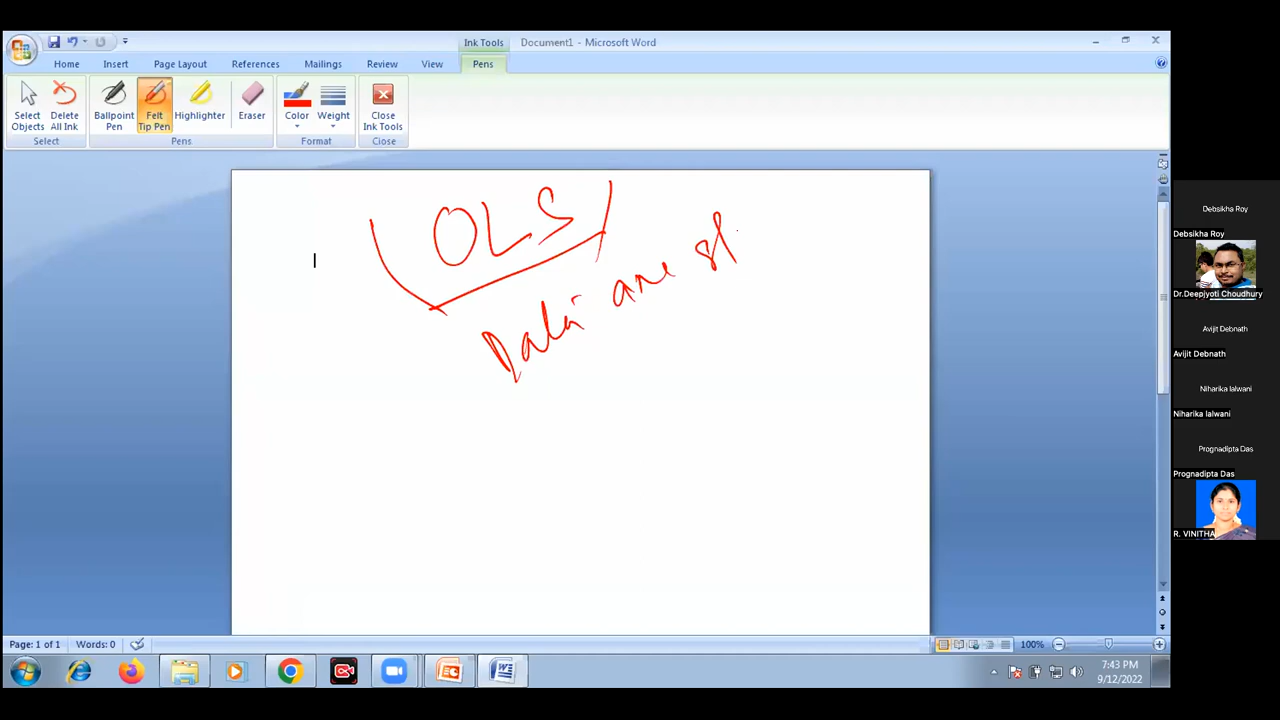 Ink Tools Document1 - Microsoft Word
Home Insert Page Layout References Mailings Review View Pens
Select Objects Delete All Ink Ballpoint Pen Felt Tip Pen Highlighter Eraser Color Weight Close Ink Tools
Select Pens Format Close
OLS
Data are st
Debsikha Roy
Debsikha Roy
Dr.Deepjyoti Choudhury
Avijit Debnath
Avijit Debnath
Niharika lalwani
Niharika lalwani
Prognadipta Das
Prognadipta Das
R. VINITHA
Page: 1 of 1 Words: 0 100%
7:43 PM
9/12/2022